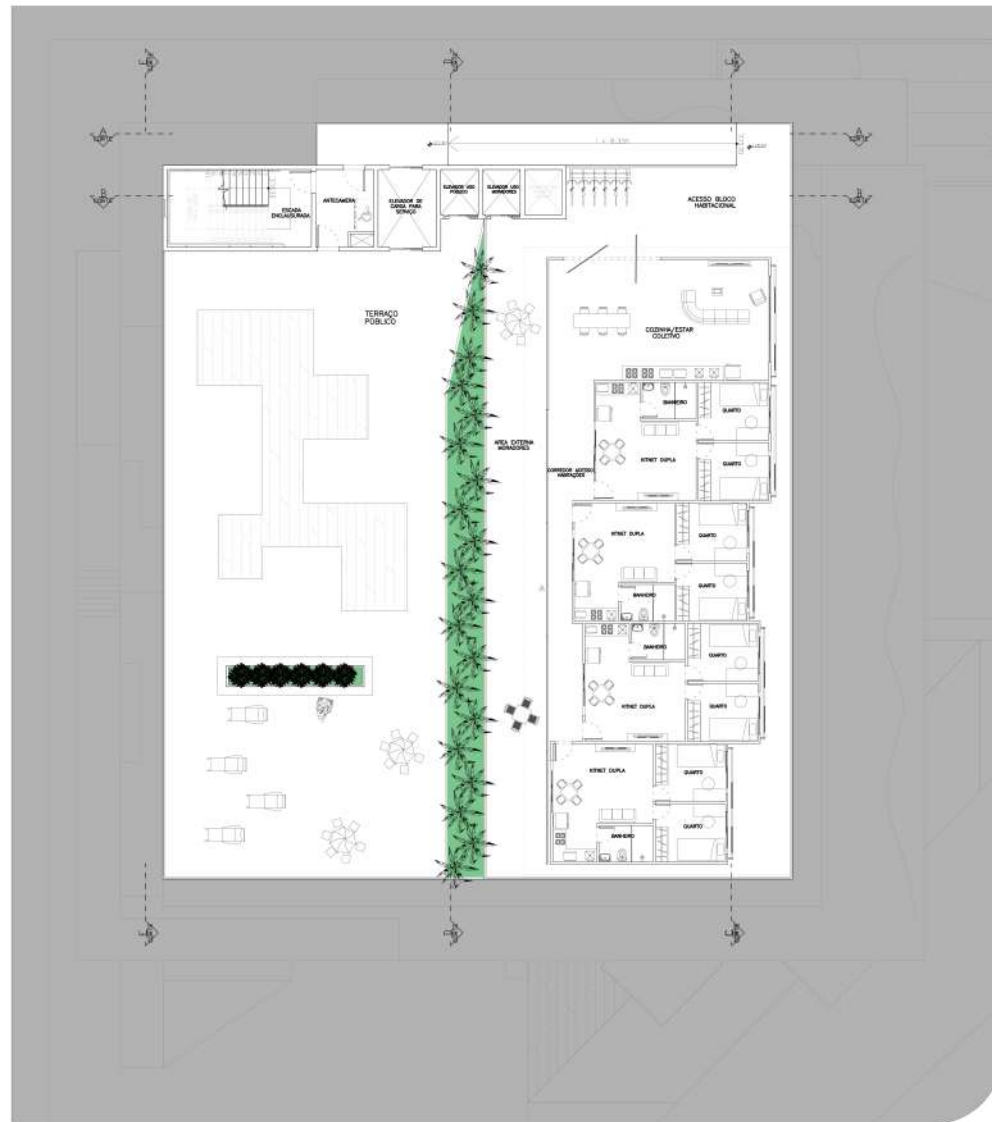 ESCADA
ENCLAUSURADA
ANTECAMERA
ELEVADOR DE
CARGA PARA
SERVIÇO
ELEVADOR USO
PÚBLICO
ELEVADOR USO
MORADORES
ACESSO BLOCO
HABITACIONAL
TERRAÇO
PÚBLICO
COZINHA/ESTAR
COLETIVO
AREA EXTERNA
MORADORES
CORREDOR ACESSO
HABITAÇÕES
BANHEIRO
QUARTO
KITNET DUPLA
QUARTO
KITNET DUPLA
QUARTO
QUARTO
BANHEIRO
BANHEIRO
QUARTO
KITNET DUPLA
QUARTO
KITNET DUPLA
QUARTO
QUARTO
BANHEIRO